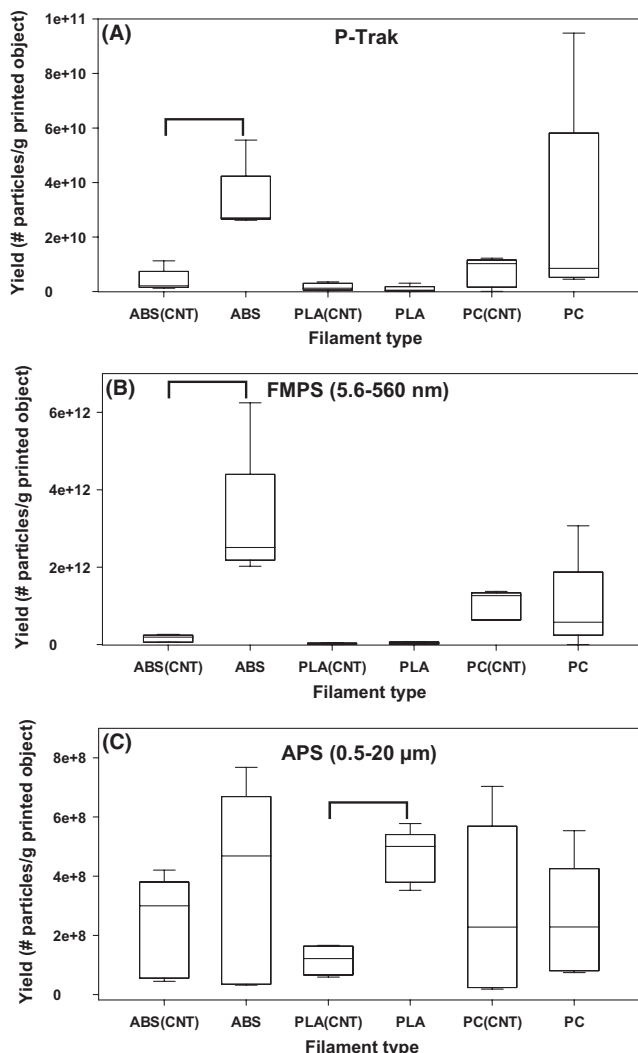 (A)
P-Trak
Yield (# particles/g printed object)
1e+11
8e+10
6e+10
4e+10
2e+10
0
ABS(CNT) ABS PLA(CNT) PLA PC(CNT) PC
Filament type
(B)
FMPS (5.6-560 nm)
Yield (# particles/g printed object)
6e+12
4e+12
2e+12
0
ABS(CNT) ABS PLA(CNT) PLA PC(CNT) PC
Filament type
(C)
APS (0.5-20 µm)
Yield (# particles/g printed object)
8e+8
6e+8
4e+8
2e+8
0
ABS(CNT) ABS PLA(CNT) PLA PC(CNT) PC
Filament type